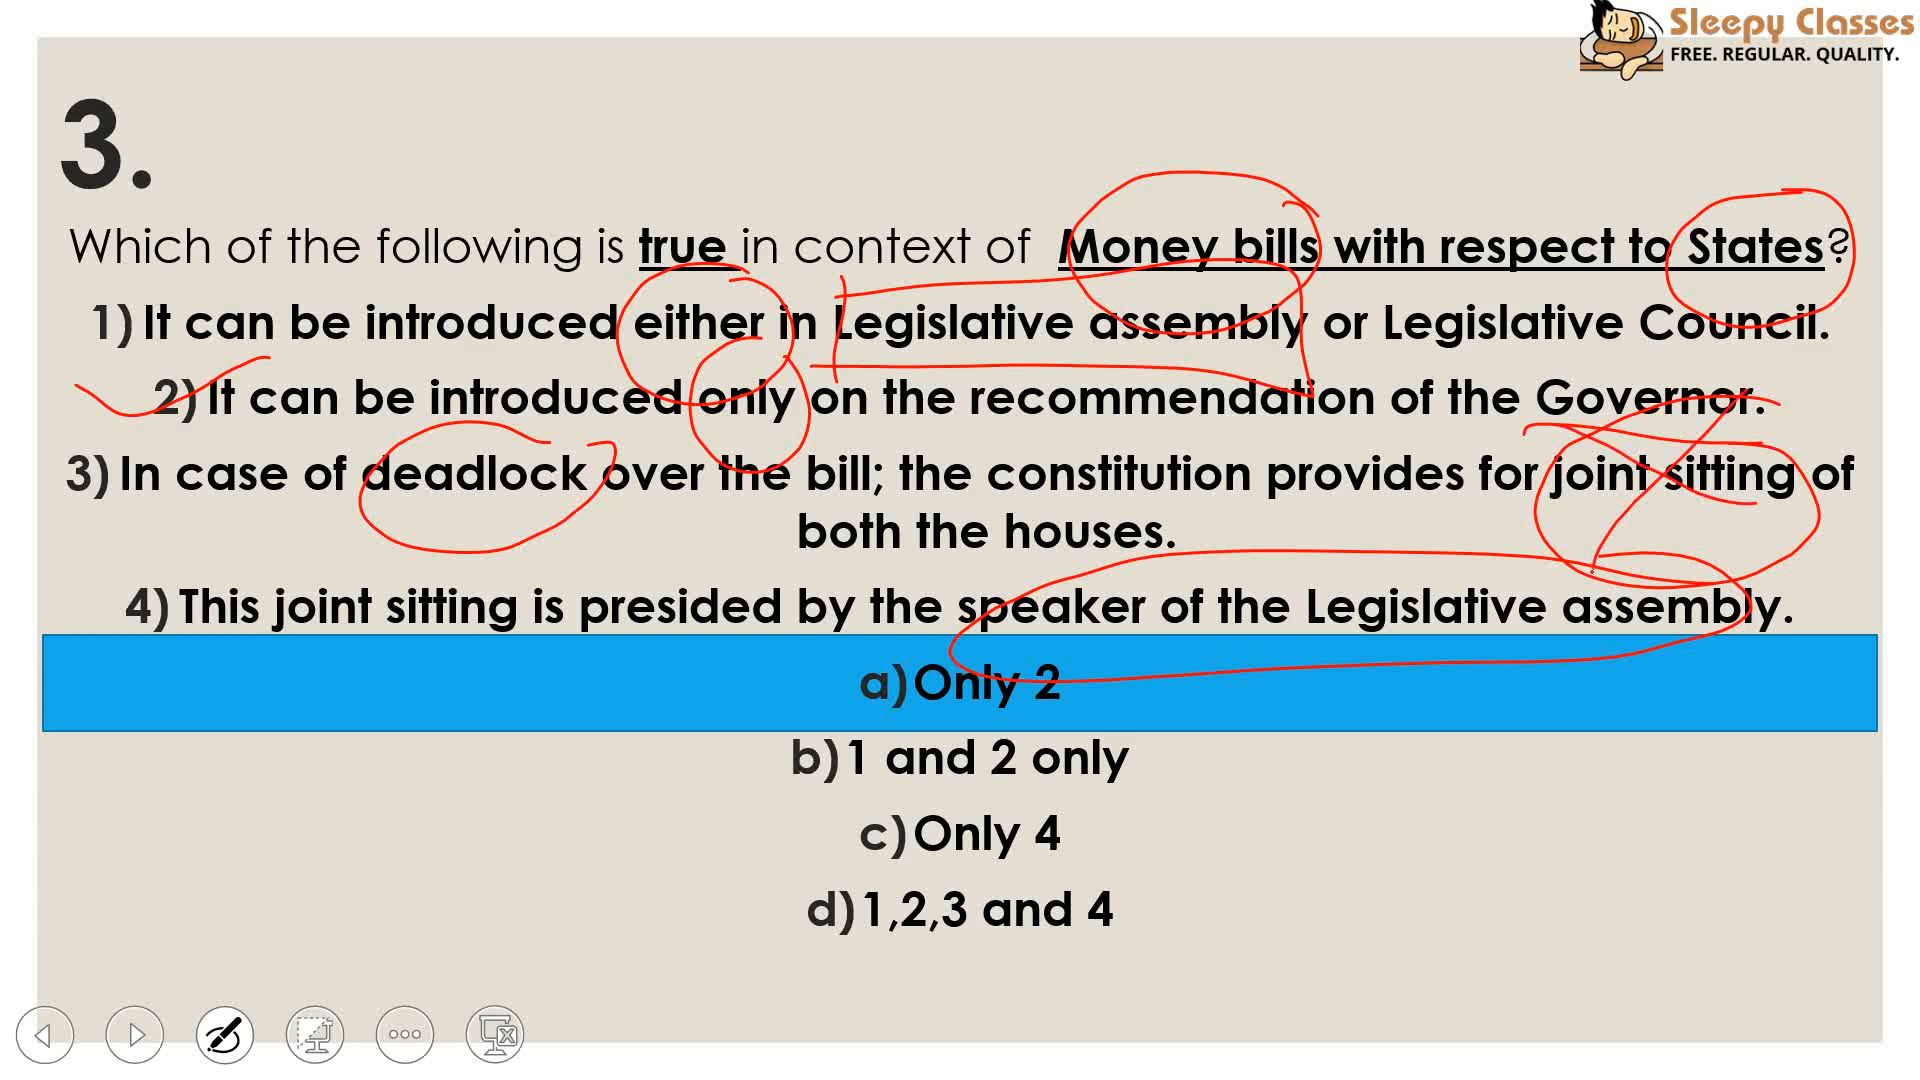 Sleepy Classes
FREE. REGULAR. QUALITY.
3.
Which of the following is true in context of Money bills with respect to States?
1) It can be introduced either in Legislative assembly or Legislative Council.
2) It can be introduced only on the recommendation of the Governor.
3) In case of deadlock over the bill; the constitution provides for joint sitting of
both the houses.
4) This joint sitting is presided by the speaker of the Legislative assembly.
a) Only 2
b) 1 and 2 only
c) Only 4
d) 1,2,3 and 4